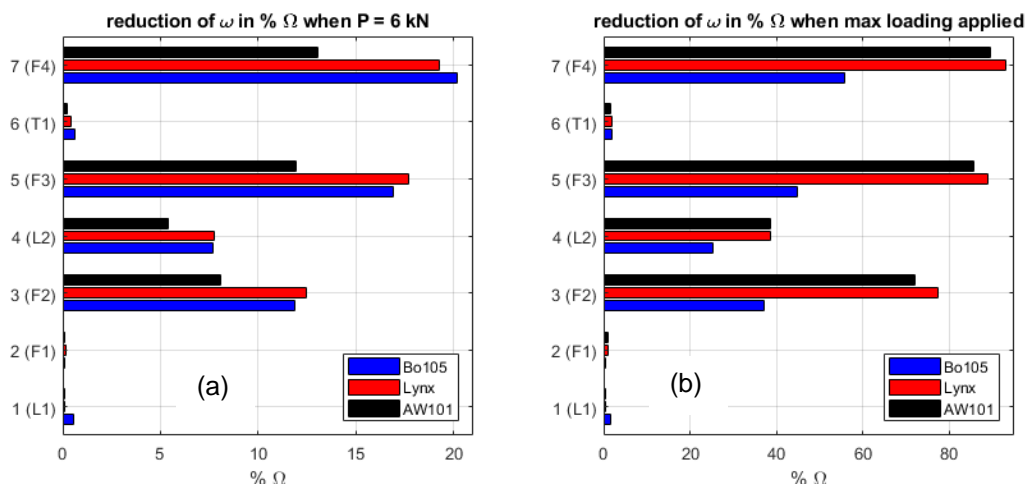 reduction of ω in % Ω when P = 6 kN
7 (F4)
6 (T1)
5 (F3)
4 (L2)
3 (F2)
2 (F1)
1 (L1)
(a)
Bo105
Lynx
AW101
0 5 10 15 20
% Ω
reduction of ω in % Ω when max loading applied
7 (F4)
6 (T1)
5 (F3)
4 (L2)
3 (F2)
2 (F1)
1 (L1)
(b)
Bo105
Lynx
AW101
0 20 40 60 80
% Ω